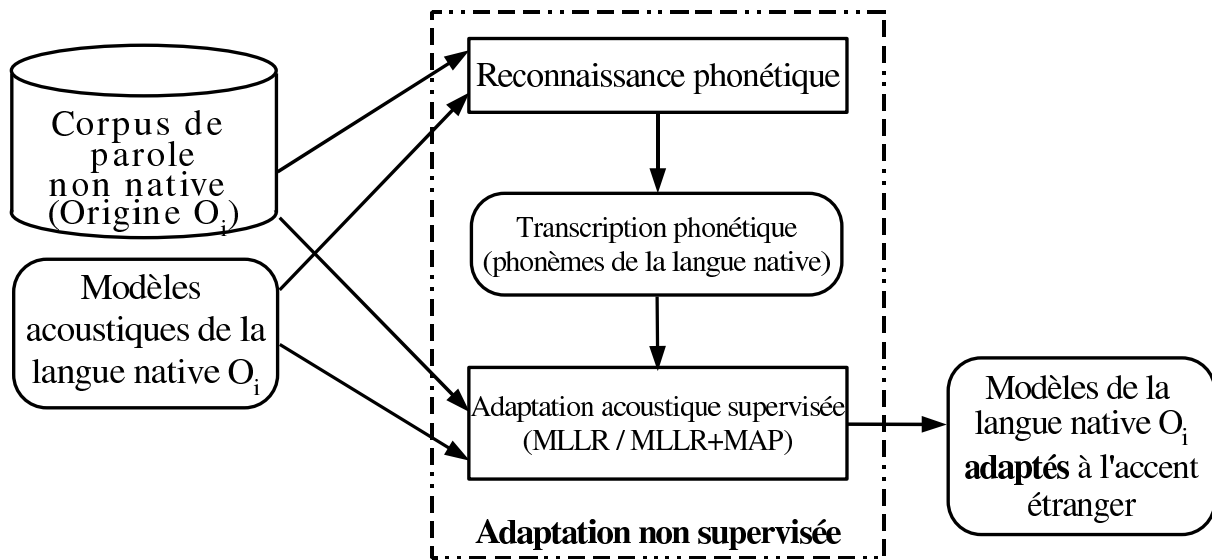 Corpus de
parole
non native
(Origine Oi)
Modèles
acoustiques de la
langue native Oi
Reconnaissance phonétique
Transcription phonétique
(phonèmes de la langue native)
Adaptation acoustique supervisée
(MLLR / MLLR+MAP)
Adaptation non supervisée
Modèles de la
langue native Oi
adaptés à l'accent
étranger